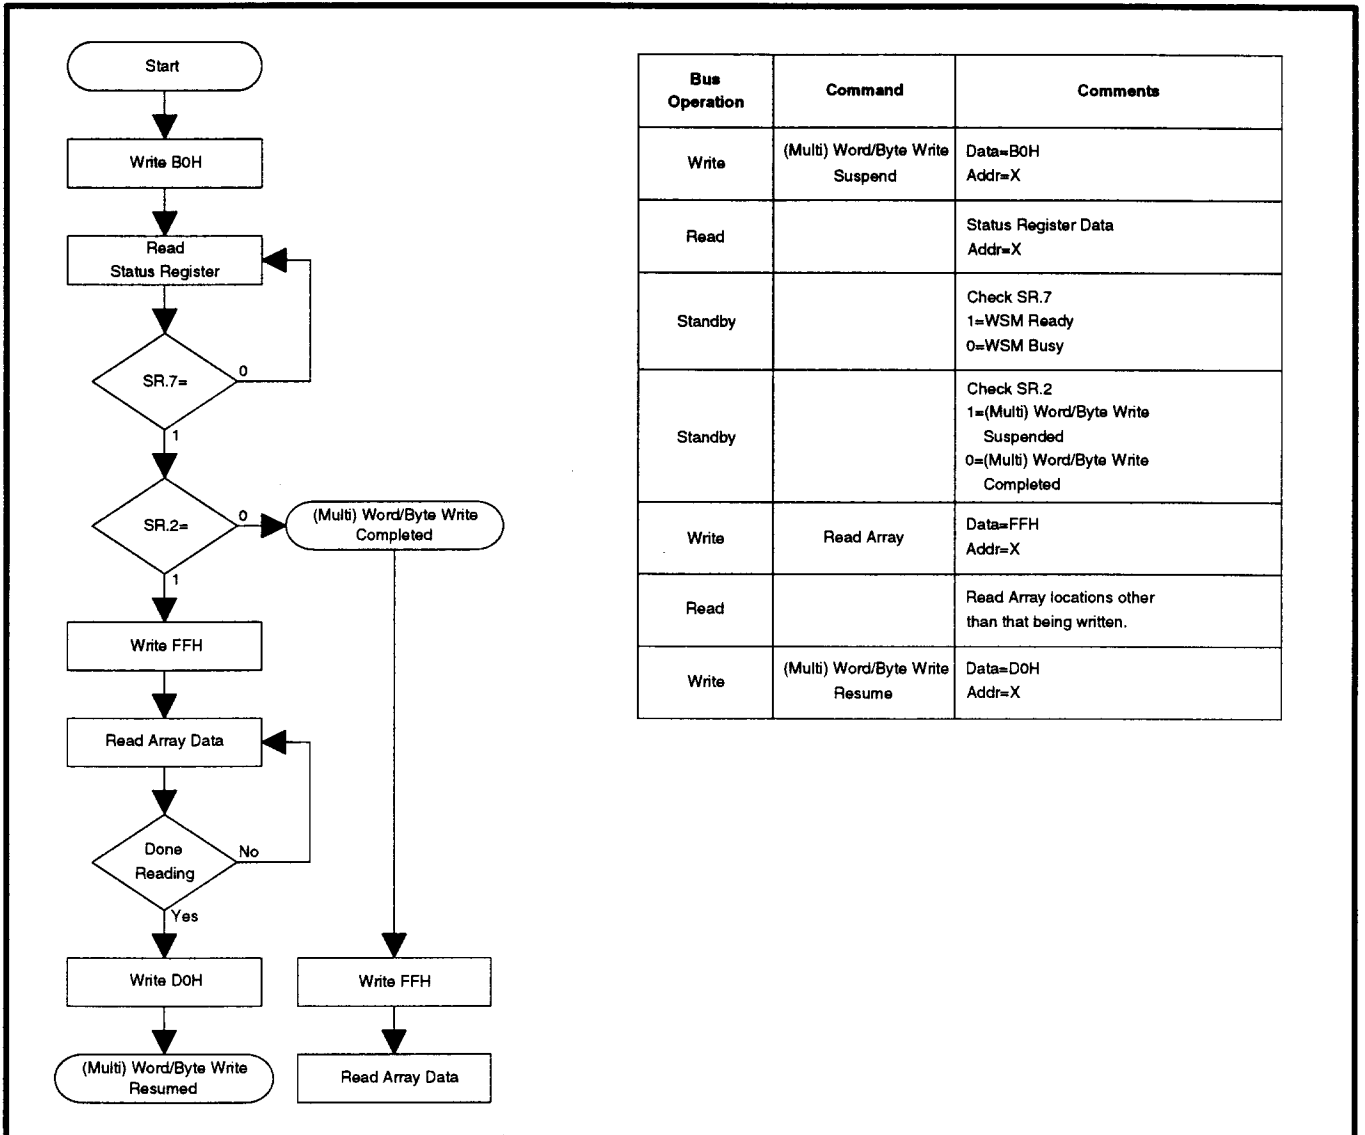 Start
Write B0H
Read
Status Register
SR.7=
0
1
SR.2=
0
(Multi) Word/Byte Write
Completed
1
Write FFH
Read Array Data
Done
Reading
No
Yes
Write D0H
(Multi) Word/Byte Write
Resumed
Write FFH
Read Array Data
Bus
Operation
Command
Comments
Write
(Multi) Word/Byte Write
Suspend
Data=B0H
Addr=X
Read
Status Register Data
Addr=X
Standby
Check SR.7
1=WSM Ready
0=WSM Busy
Standby
Check SR.2
1=(Multi) Word/Byte Write
Suspended
0=(Multi) Word/Byte Write
Completed
Write
Read Array
Data=FFH
Addr=X
Read
Read Array locations other
than that being written.
Write
(Multi) Word/Byte Write
Resume
Data=D0H
Addr=X